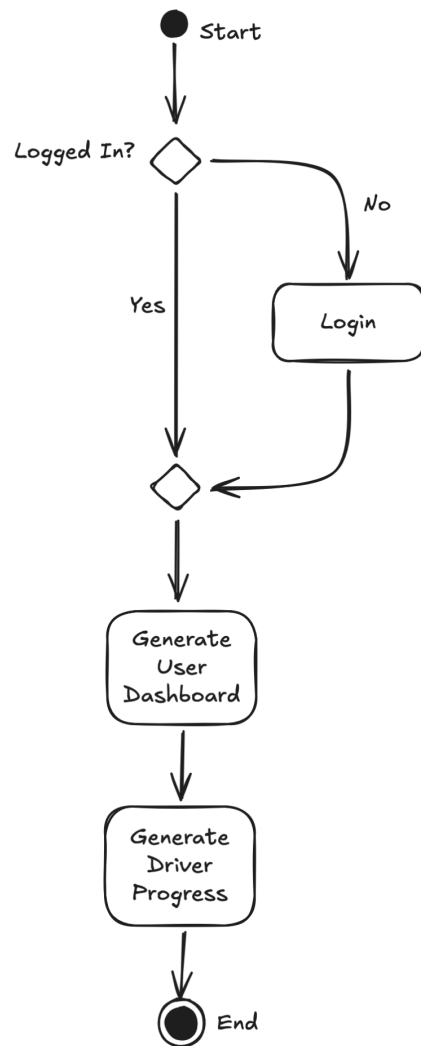 Start
Logged In?
No
Yes
Login
Generate
User
Dashboard
Generate
Driver
Progress
End